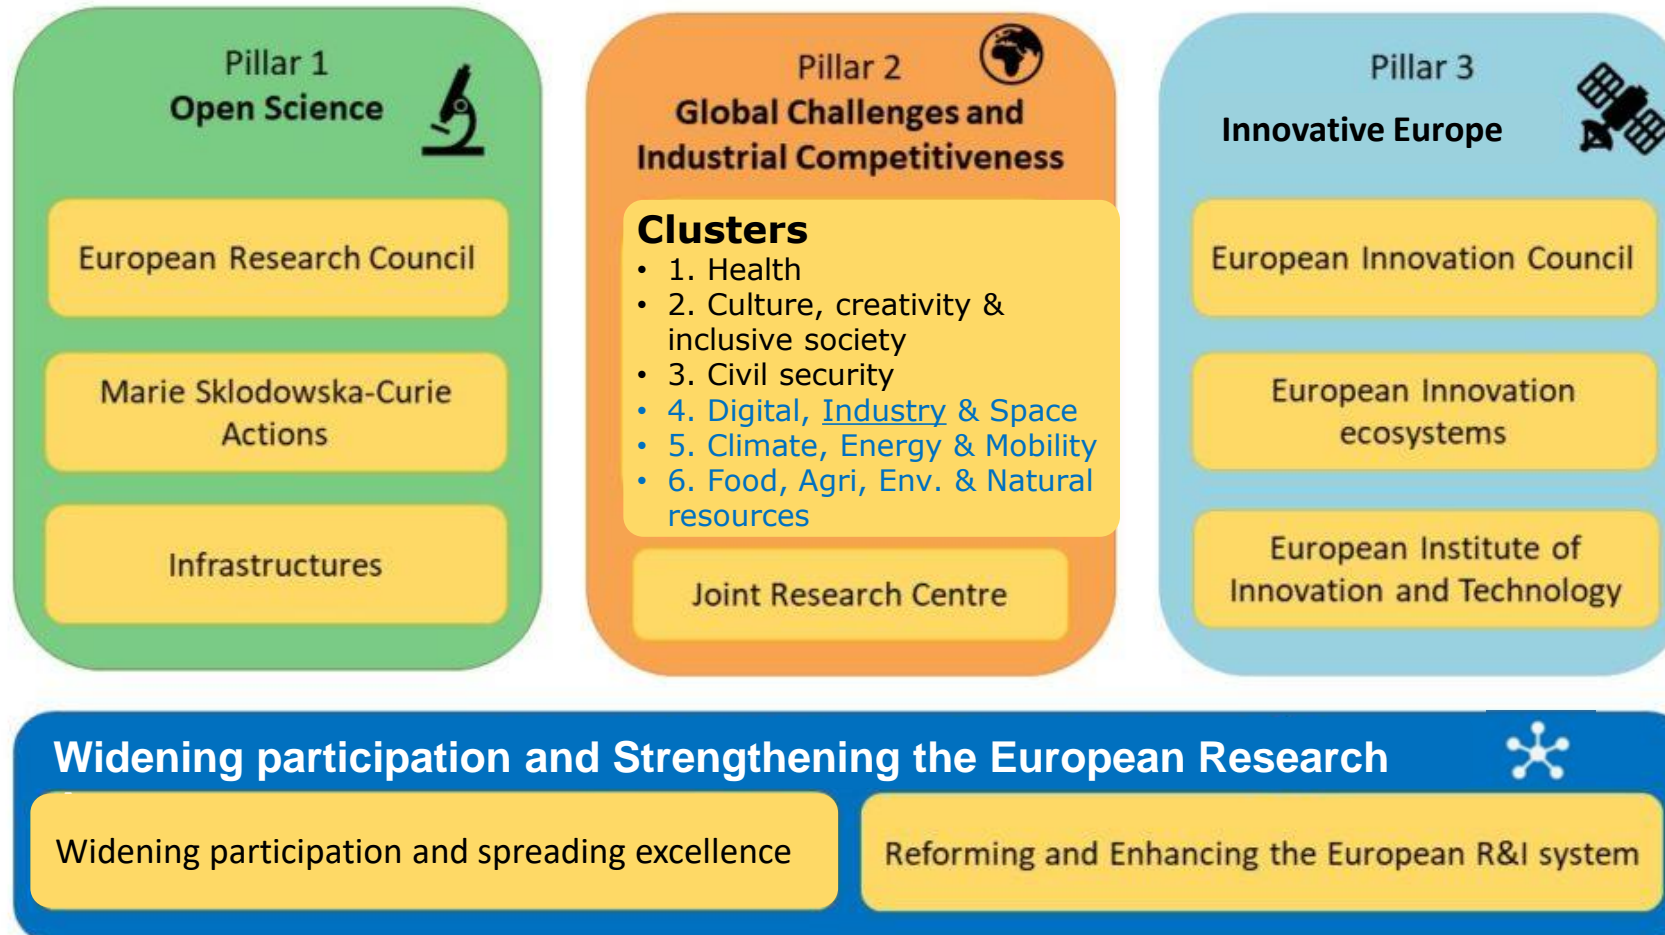 Pillar 1
Open Science
European Research Council
Marie Sklodowska-Curie
Actions
Infrastructures
Pillar 2
Global Challenges and
Industrial Competitiveness
Clusters
• 1. Health
• 2. Culture, creativity &
inclusive society
• 3. Civil security
• 4. Digital, Industry & Space
• 5. Climate, Energy & Mobility
• 6. Food, Agri, Env. & Natural
resources
Joint Research Centre
Pillar 3
Innovative Europe
European Innovation Council
European Innovation
ecosystems
European Institute of
Innovation and Technology
Widening participation and Strengthening the European Research
Widening participation and spreading excellence
Reforming and Enhancing the European R&I system